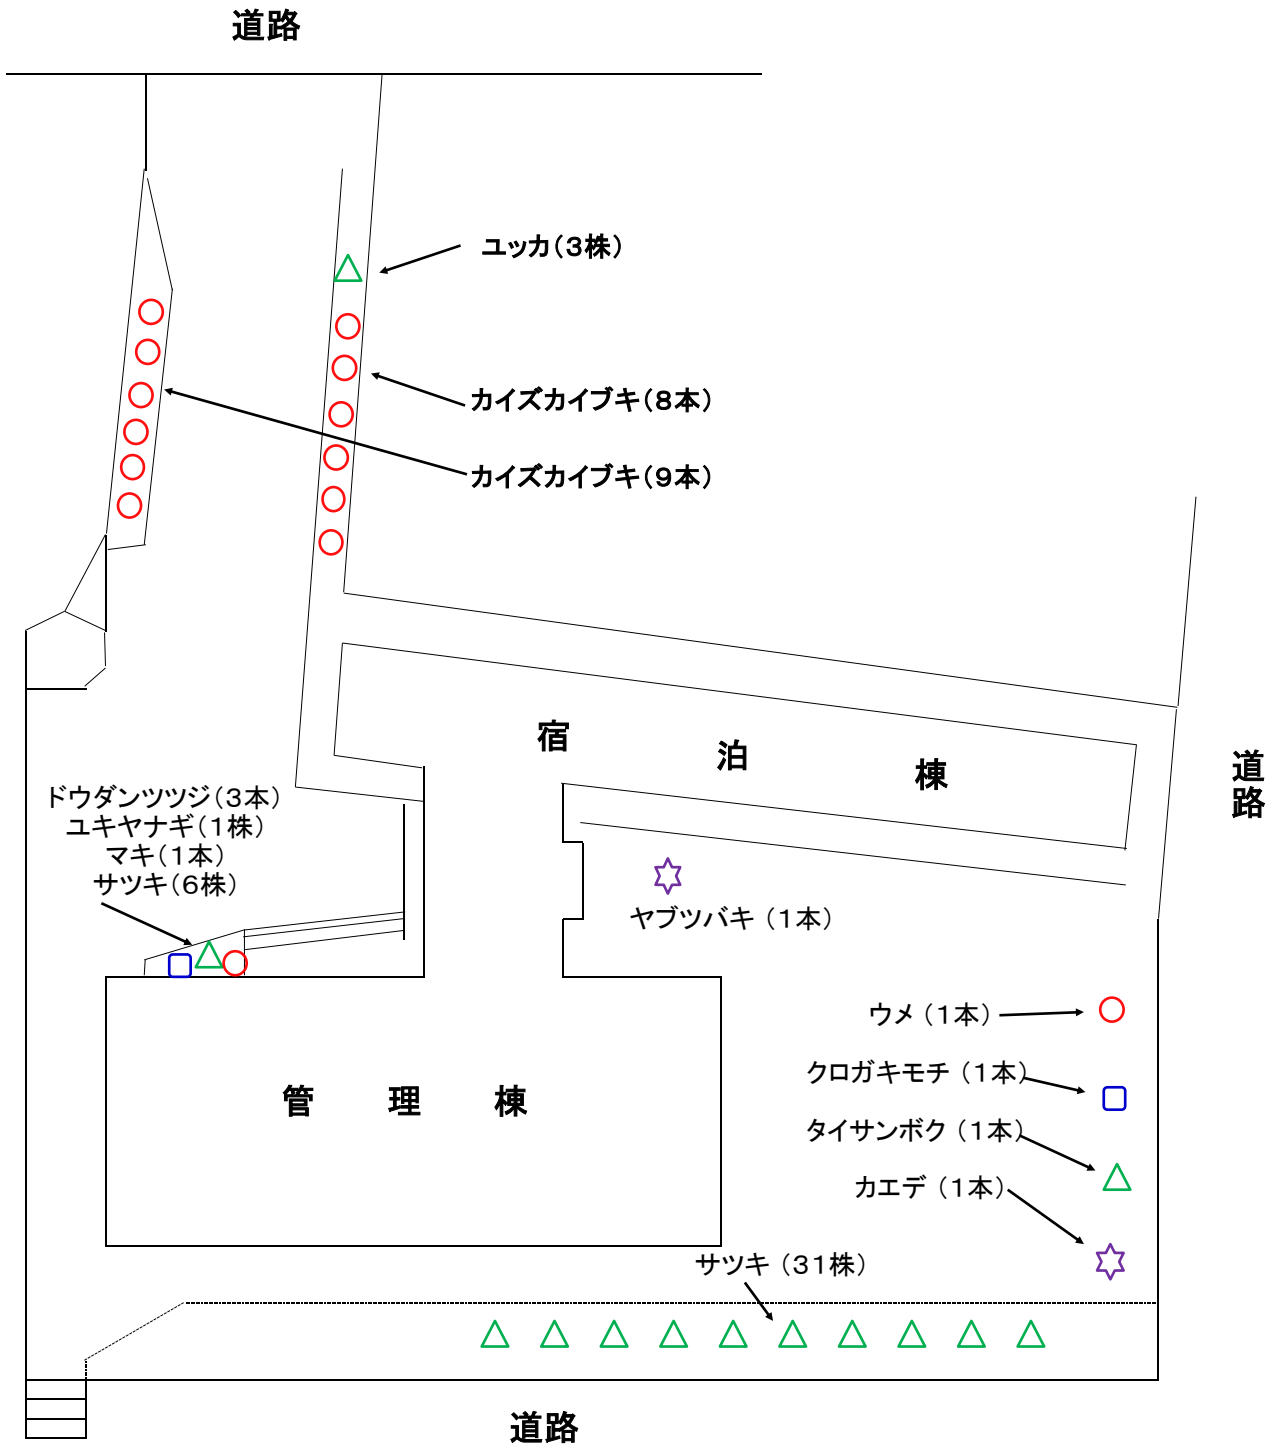 道路
ユッカ（３株）
カイズカイブキ（８本）
カイズカイブキ（９本）
宿泊棟
道路
ドウダンツツジ（３本）
ユキヤナギ（１株）
マキ（１本）
サツキ（６株）
ヤブツバキ（１本）
ウメ（１本）
クロガキモチ（１本）
管理棟
タイサンボク（１本）
カエデ（１本）
サツキ（３１株）
道路